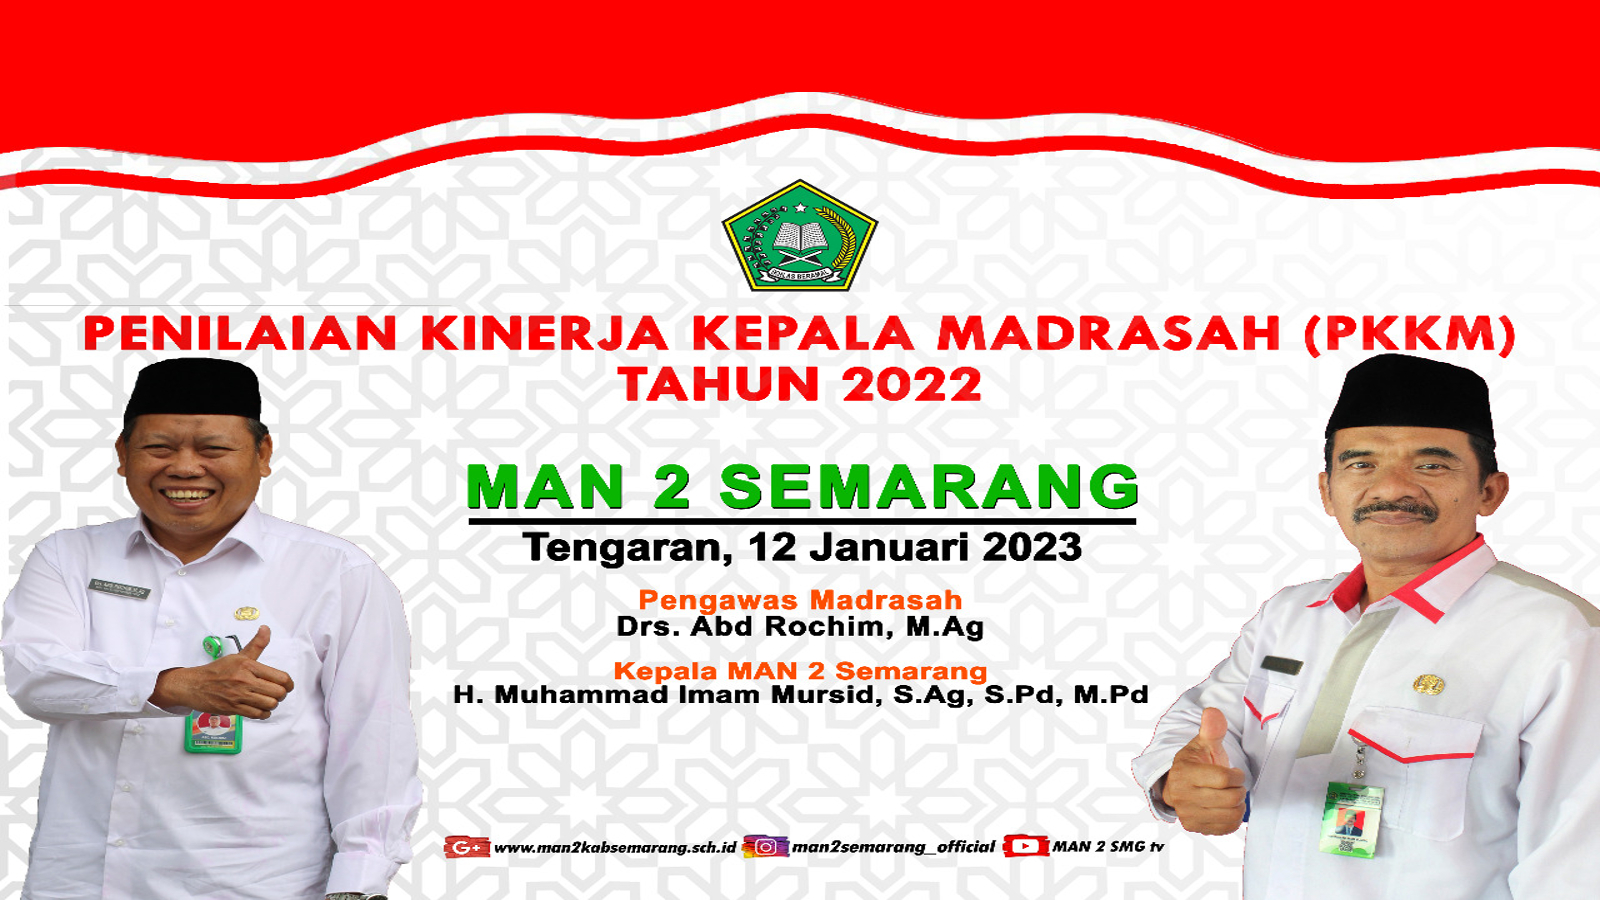 IKHLAS BERAMAL
PENILAIAN KINERJA KEPALA MADRASAH (PKKM)
TAHUN 2022
MAN 2 SEMARANG
Tengaran, 12 Januari 2023
Pengawas Madrasah
Drs. Abd Rochim, M.Ag
Kepala MAN 2 Semarang
H. Muhammad Imam Mursid, S.Ag, S.Pd, M.Pd
G+ www.man2kabsemarang.sch.id man2semarang_official MAN 2 SMG tv